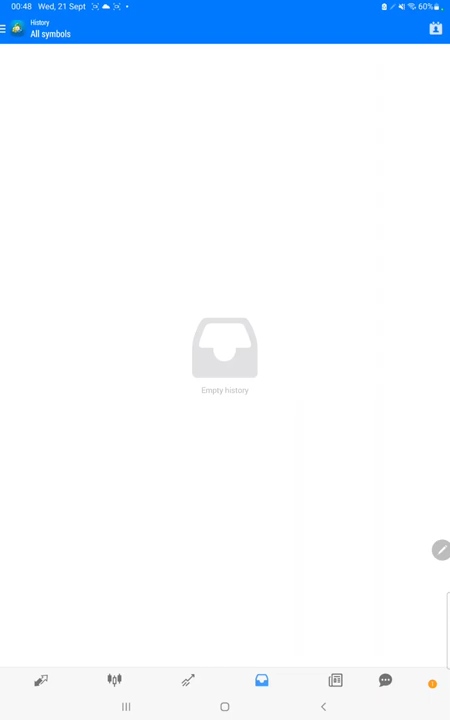 00:48 Wed, 21 Sept
60%
History
All symbols
Empty history